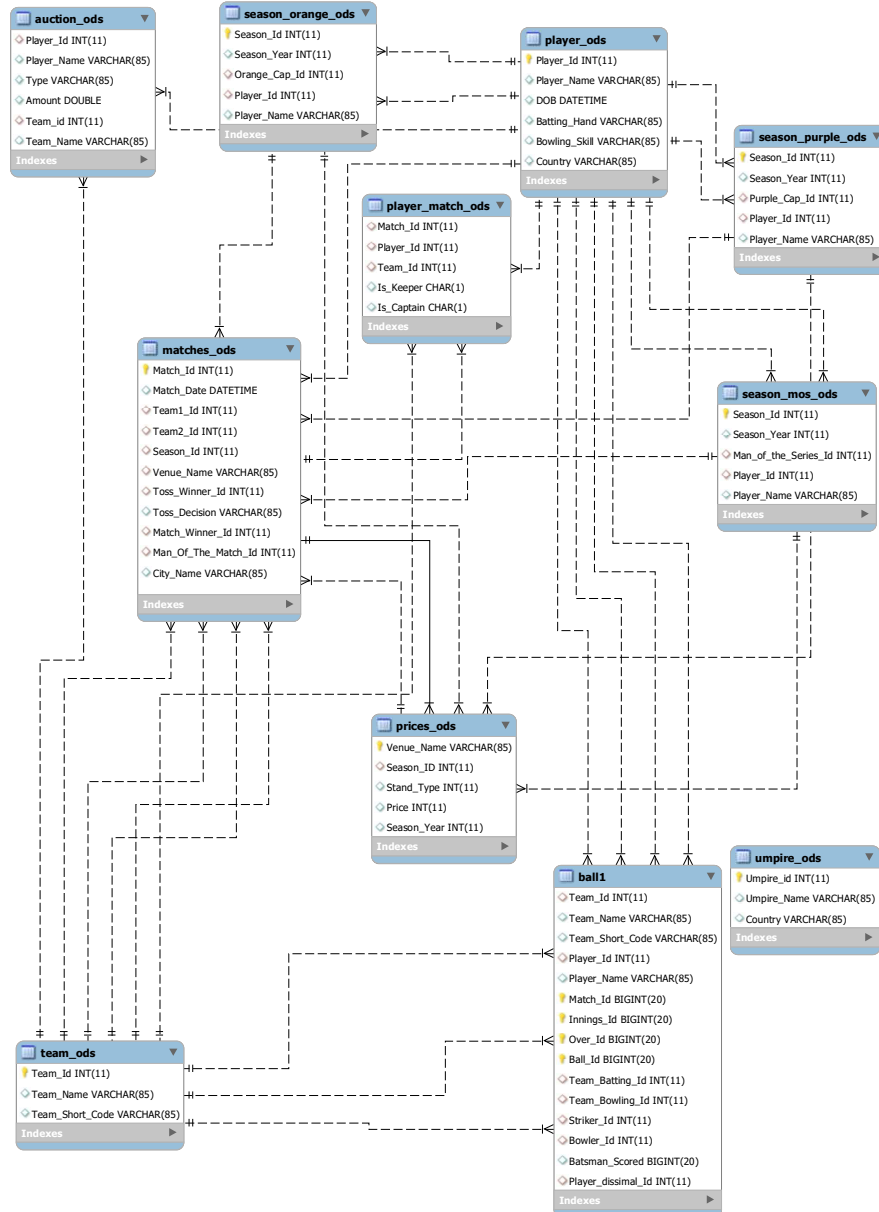 auction_ods
Player_Id INT(11)
Player_Name VARCHAR(85)
Type VARCHAR(85)
Amount DOUBLE
Team_id INT(11)
Team_Name VARCHAR(85)
Indexes
season_orange_ods
Season_Id INT(11)
Season_Year INT(11)
Orange_Cap_Id INT(11)
Player_Id INT(11)
Player_Name VARCHAR(85)
Indexes
player_ods
Player_Id INT(11)
Player_Name VARCHAR(85)
DOB DATETIME
Batting_Hand VARCHAR(85)
Bowling_Skill VARCHAR(85)
Country VARCHAR(85)
Indexes
season_purple_ods
Season_Id INT(11)
Season_Year INT(11)
Purple_Cap_Id INT(11)
Player_Id INT(11)
Player_Name VARCHAR(85)
Indexes
player_match_ods
Match_Id INT(11)
Player_Id INT(11)
Team_Id INT(11)
Is_Keeper CHAR(1)
Is_Captain CHAR(1)
Indexes
matches_ods
Match_Id INT(11)
Match_Date DATETIME
Team1_Id INT(11)
Team2_Id INT(11)
Season_Id INT(11)
Venue_Name VARCHAR(85)
Toss_Winner_Id INT(11)
Toss_Decision VARCHAR(85)
Match_Winner_Id INT(11)
Man_Of_The_Match_Id INT(11)
City_Name VARCHAR(85)
Indexes
season_mos_ods
Season_Id INT(11)
Season_Year INT(11)
Man_of_the_Series_Id INT(11)
Player_Id INT(11)
Player_Name VARCHAR(85)
Indexes
prices_ods
Venue_Name VARCHAR(85)
Season_ID INT(11)
Stand_Type INT(11)
Price INT(11)
Season_Year INT(11)
Indexes
umpire_ods
Umpire_id INT(11)
Umpire_Name VARCHAR(85)
Country VARCHAR(85)
Indexes
ball1
Team_Id INT(11)
Team_Name VARCHAR(85)
Team_Short_Code VARCHAR(85)
Player_Id INT(11)
Player_Name VARCHAR(85)
Match_Id BIGINT(20)
Innings_Id BIGINT(20)
Over_Id BIGINT(20)
Ball_Id BIGINT(20)
Team_Batting_Id INT(11)
Team_Bowling_Id INT(11)
Striker_Id INT(11)
Bowler_Id INT(11)
Batsman_Scored BIGINT(20)
Player_dissimal_Id INT(11)
Indexes
team_ods
Team_Id INT(11)
Team_Name VARCHAR(85)
Team_Short_Code VARCHAR(85)
Indexes